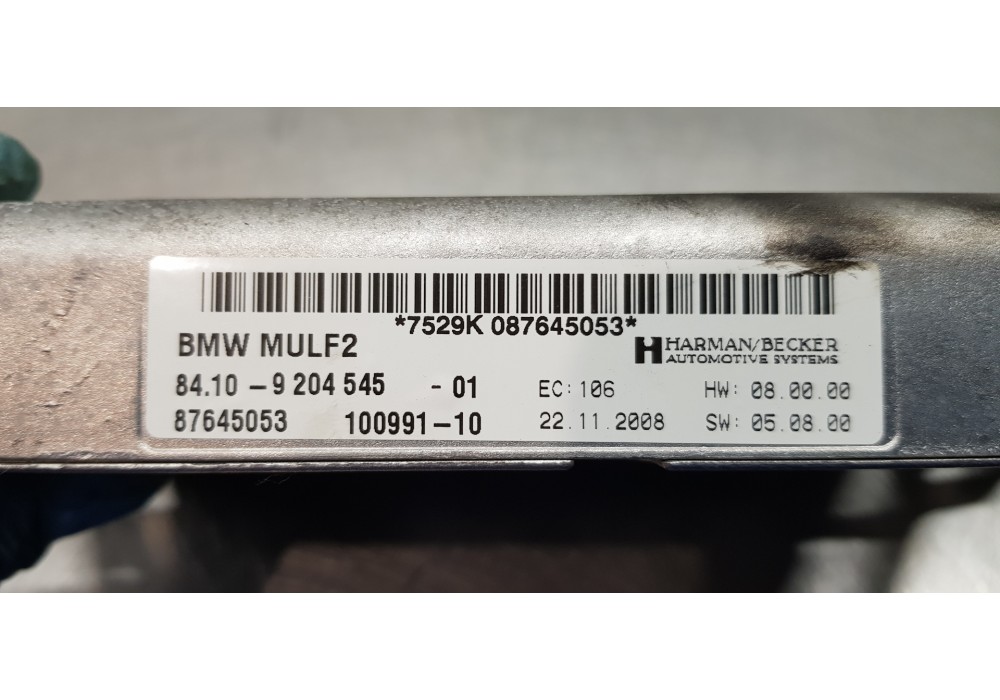 *7529K 087645053*
BMW MULF2
HARMAN/BECKER
AUTOMOTIVE SYSTEMS
84.10 - 9 204 545 - 01 EC: 106 HW: 08.00.00
87645053 100991-10 22.11.2008 SW: 05.08.00